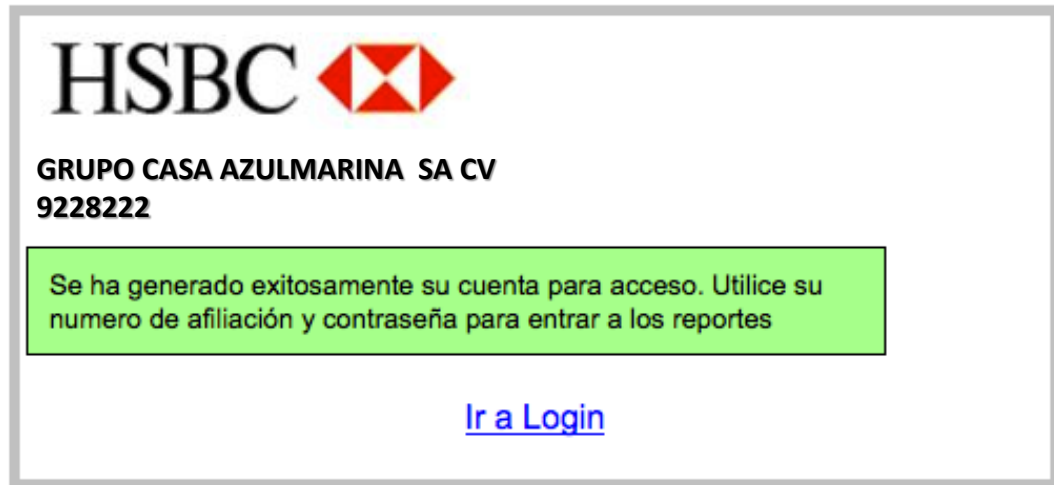 HSBC
GRUPO CASA AZULMARINA SA CV
9228222
Se ha generado exitosamente su cuenta para acceso. Utilice su
numero de afiliación y contraseña para entrar a los reportes
Ir a Login